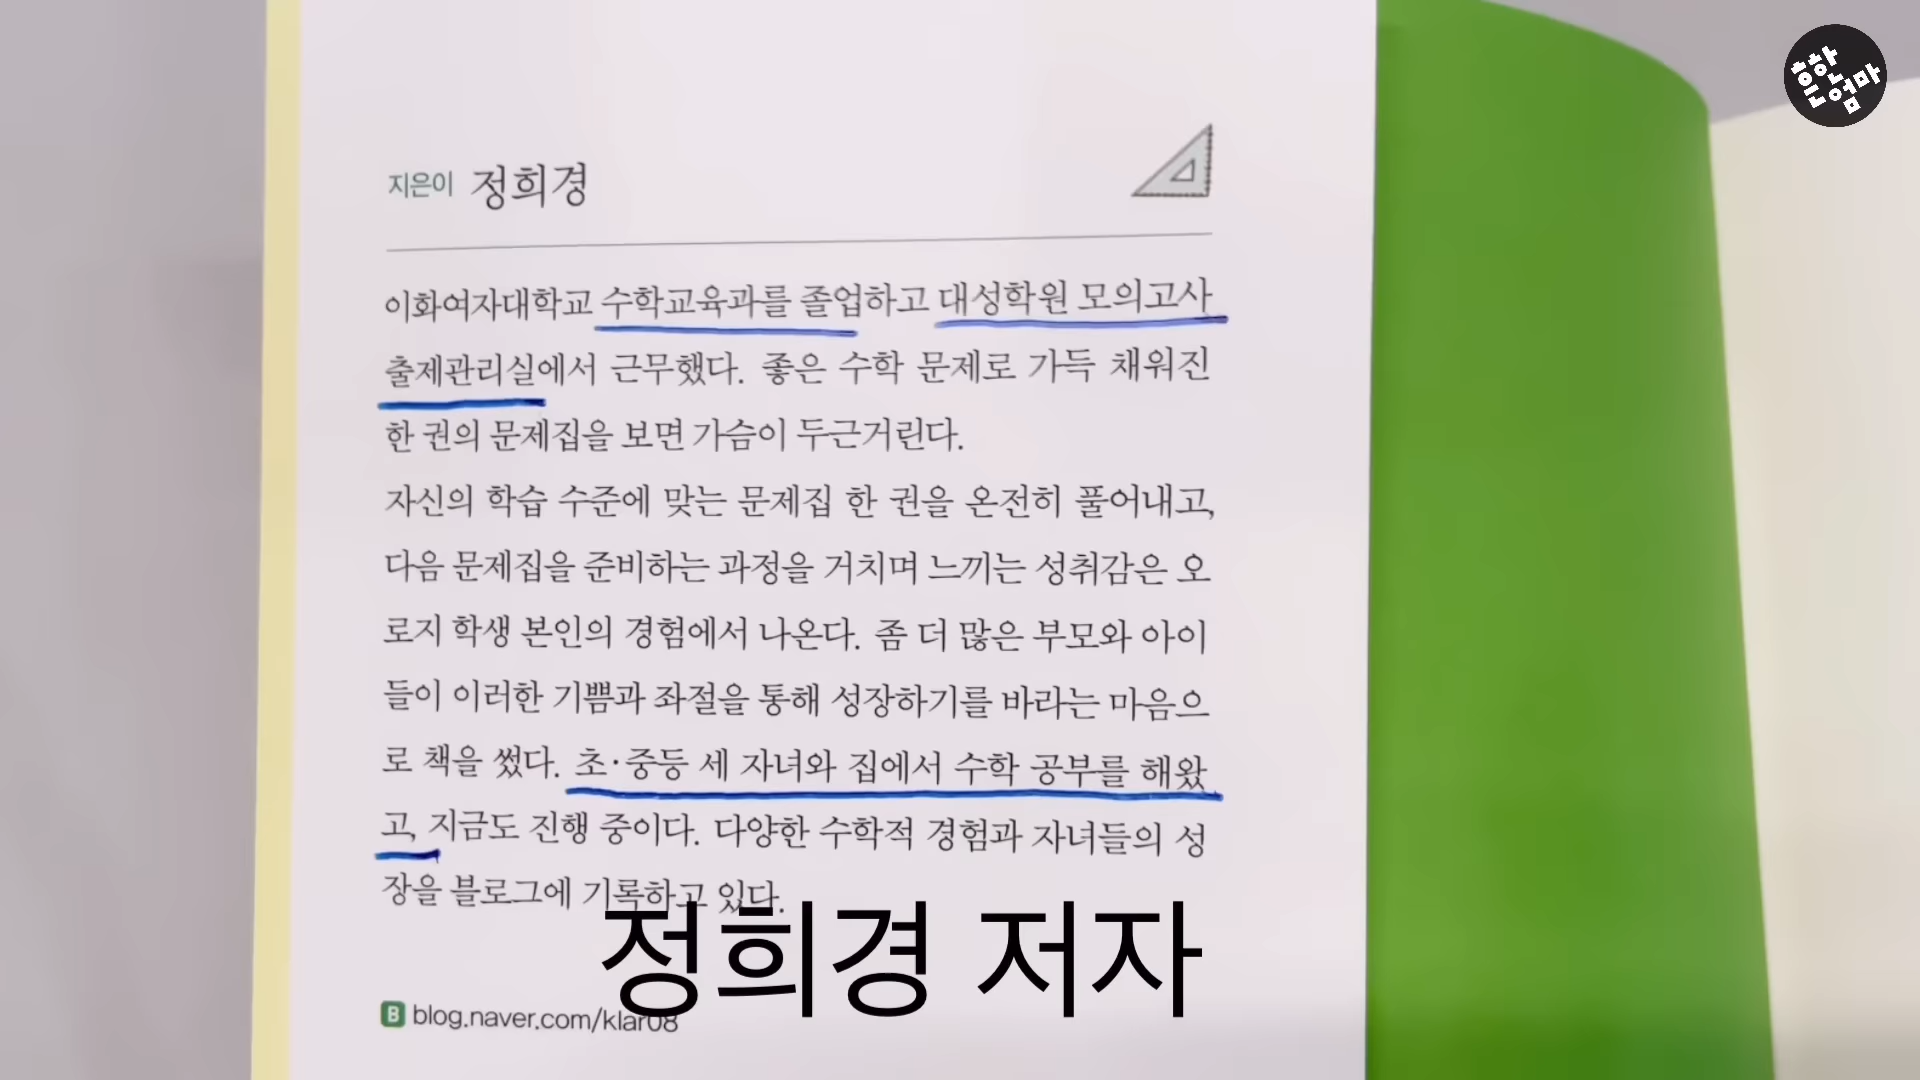 흔한엄마
지은이 정희경
이화여자대학교 수학교육과를 졸업하고 대성학원 모의고사
출제관리실에서 근무했다. 좋은 수학 문제로 가득 채워진
한 권의 문제집을 보면 가슴이 두근거린다.
자신의 학습 수준에 맞는 문제집 한 권을 온전히 풀어내고,
다음 문제집을 준비하는 과정을 거치며 느끼는 성취감은 오
로지 학생 본인의 경험에서 나온다. 좀 더 많은 부모와 아이
들이 이러한 기쁨과 좌절을 통해 성장하기를 바라는 마음으
로 책을 썼다. 초·중등 세 자녀와 집에서 수학 공부를 해왔
고, 지금도 진행 중이다. 다양한 수학적 경험과 자녀들의 성
장을 블로그에 기록하고 있다.
정희경 저자
B blog.naver.com/klar08